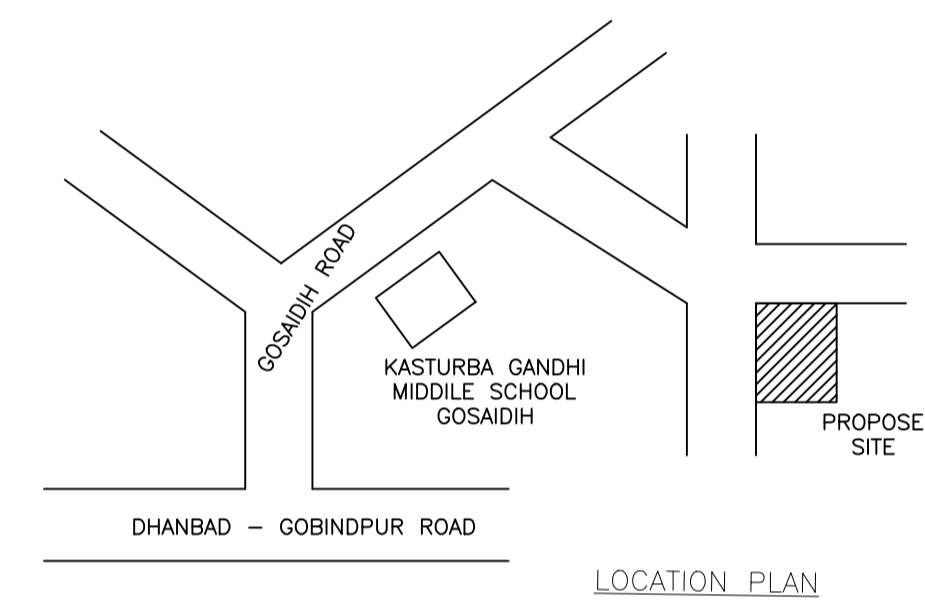 GOSAIDIH ROAD
KASTURBA GANDHI
MIDDILE SCHOOL
GOSAIDIH
PROPOSE
SITE
DHANBAD - GOBINDPUR ROAD
LOCATION PLAN